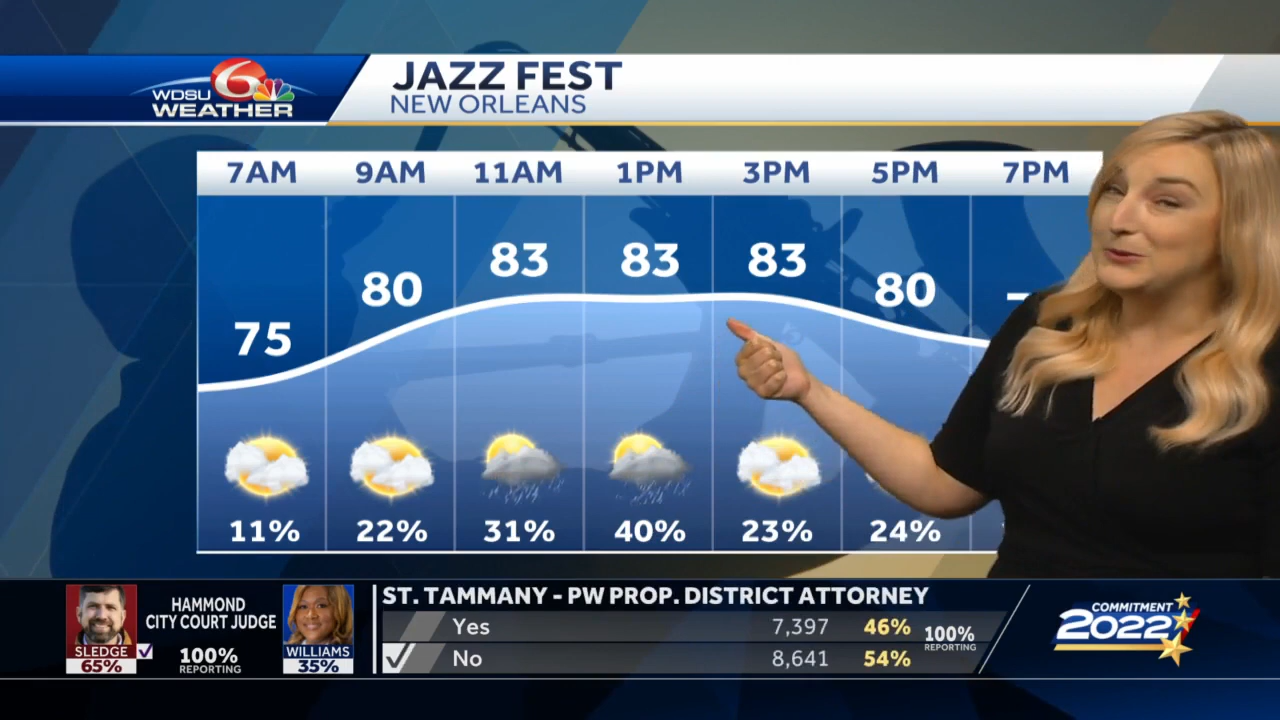 WDSU 6
WEATHER
JAZZ FEST
NEW ORLEANS
7AM 9AM 11AM 1PM 3PM 5PM 7PM
75 80 83 83 83 80
11% 22% 31% 40% 23% 24%
HAMMOND
CITY COURT JUDGE
100%
REPORTING
SLEDGE
65%
WILLIAMS
35%
ST. TAMMANY - PW PROP. DISTRICT ATTORNEY
Yes 7,397 46%
No 8,641 54%
100%
REPORTING
COMMITMENT
2022